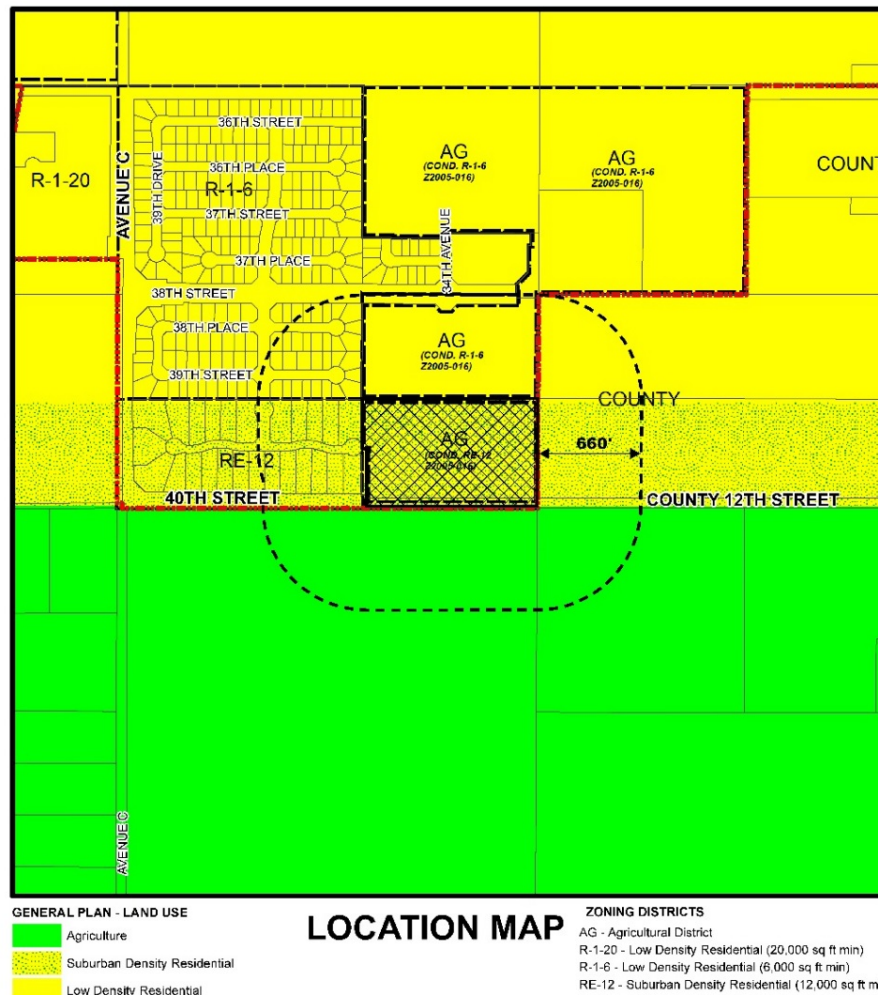 36TH STREET
AG
(COND. R-1-6
Z2005-016)
AG
(COND. R-1-6
Z2005-016)
COUNT
R-1-20
AVENUE C
39TH DRIVE
36TH PLACE
R-1-6
37TH STREET
37TH PLACE
34TH AVENUE
38TH STREET
38TH PLACE
AG
(COND. R-1-6
Z2005-016)
39TH STREET
COUNTY
AG
(COND. RE-12
Z2005-016)
660'
RE-12
40TH STREET
COUNTY 12TH STREET
AVENUE C
GENERAL PLAN - LAND USE
Agriculture
Suburban Density Residential
Low Density Residential
LOCATION MAP
ZONING DISTRICTS
AG - Agricultural District
R-1-20 - Low Density Residential (20,000 sq ft min)
R-1-6 - Low Density Residential (6,000 sq ft min)
RE-12 - Suburban Density Residential (12,000 sq ft m